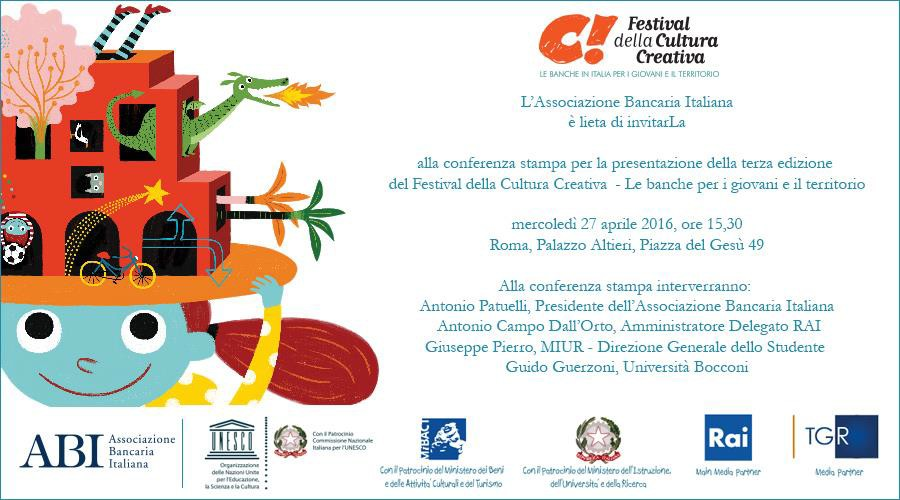 C!
Festival
della Cultura
Creativa
LE BANCHE IN ITALIA PER I GIOVANI E IL TERRITORIO
L'Associazione Bancaria Italiana
è lieta di invitarLa
alla conferenza stampa per la presentazione della terza edizione
del Festival della Cultura Creativa - Le banche per i giovani e il territorio
mercoledì 27 aprile 2016, ore 15,30
Roma, Palazzo Altieri, Piazza del Gesù 49
Alla conferenza stampa interverranno:
Antonio Patuelli, Presidente dell'Associazione Bancaria Italiana
Antonio Campo Dall'Orto, Amministratore Delegato RAI
Giuseppe Pierro, MIUR - Direzione Generale dello Studente
Guido Guerzoni, Università Bocconi
ABI
Associazione
Bancaria
Italiana
UNESCO
Organizzazione
delle Nazioni Unite
per l'Educazione,
la Scienza e la Cultura
Con il Patrocinio
Commissione Nazionale
Italiana per l'UNESCO
MiBACT
Con il Patrocinio del Ministero dei Beni
e delle Attivita' Culturali e del Turismo
Con il Patrocinio del Ministero dell'Istruzione,
dell'Universita' e della Ricerca
Rai
Main Media Partner
TGR
Media Partner